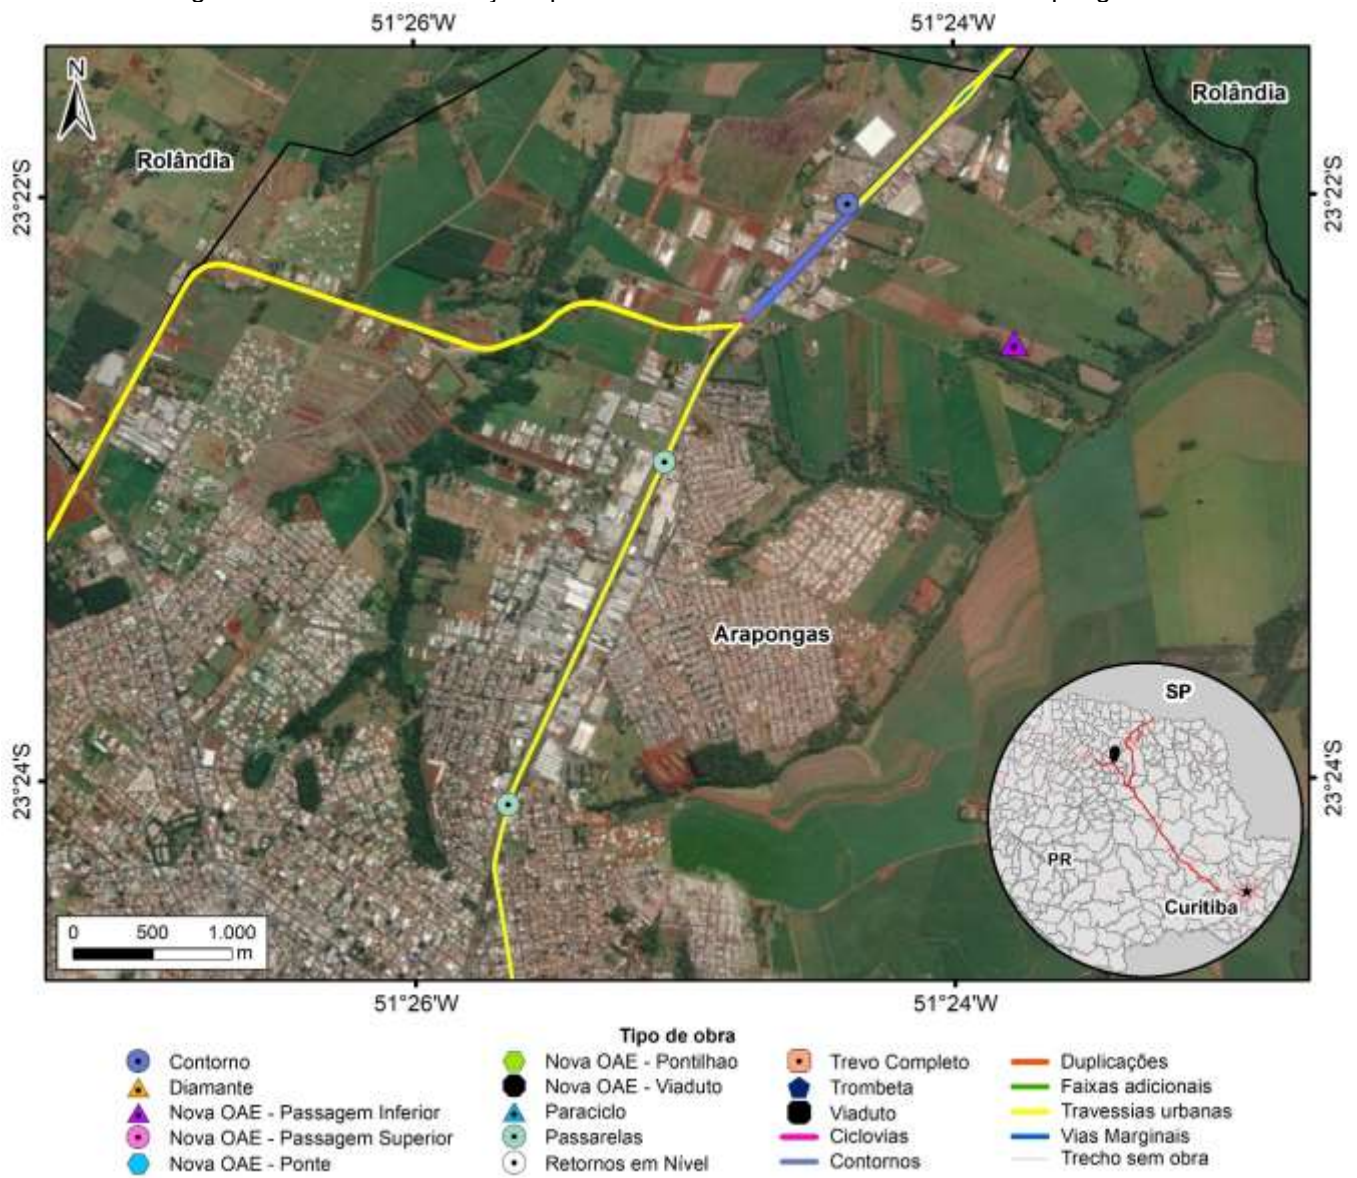 51°26'W 51°24'W
N
Rolândia
Rolândia
23°22'S
23°22'S
Arapongas
SP
PR
Curitiba
23°24'S
23°24'S
0 500 1.000
m
51°26'W 51°24'W
Tipo de obra
Contorno
Diamante
Nova OAE - Passagem Inferior
Nova OAE - Passagem Superior
Nova OAE - Ponte
Nova OAE - Pontilhao
Nova OAE - Viaduto
Paraciclo
Passarelas
Retornos em Nível
Trevo Completo
Trombeta
Viaduto
Ciclovias
Contornos
Duplicações
Faixas adicionais
Travessias urbanas
Vias Marginais
Trecho sem obra